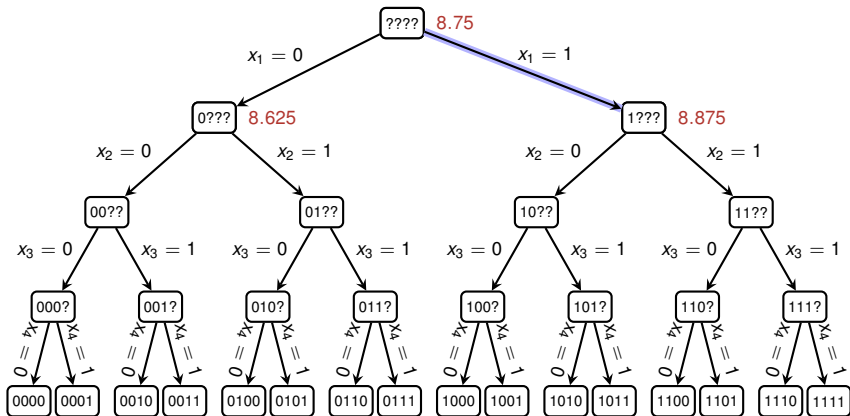 ???? 8.75
x₁ = 0 x₁ = 1
0??? 8.625 1??? 8.875
x₂ = 0 x₂ = 1 x₂ = 0 x₂ = 1
00?? 01?? 10?? 11??
x₃ = 0 x₃ = 1 x₃ = 0 x₃ = 1 x₃ = 0 x₃ = 1 x₃ = 0 x₃ = 1
000? 001? 010? 011? 100? 101? 110? 111?
x₄ = 0 x₄ = 1 x₄ = 0 x₄ = 1 x₄ = 0 x₄ = 1 x₄ = 0 x₄ = 1 x₄ = 0 x₄ = 1 x₄ = 0 x₄ = 1 x₄ = 0 x₄ = 1 x₄ = 0 x₄ = 1
0000 0001 0010 0011 0100 0101 0110 0111 1000 1001 1010 1011 1100 1101 1110 1111